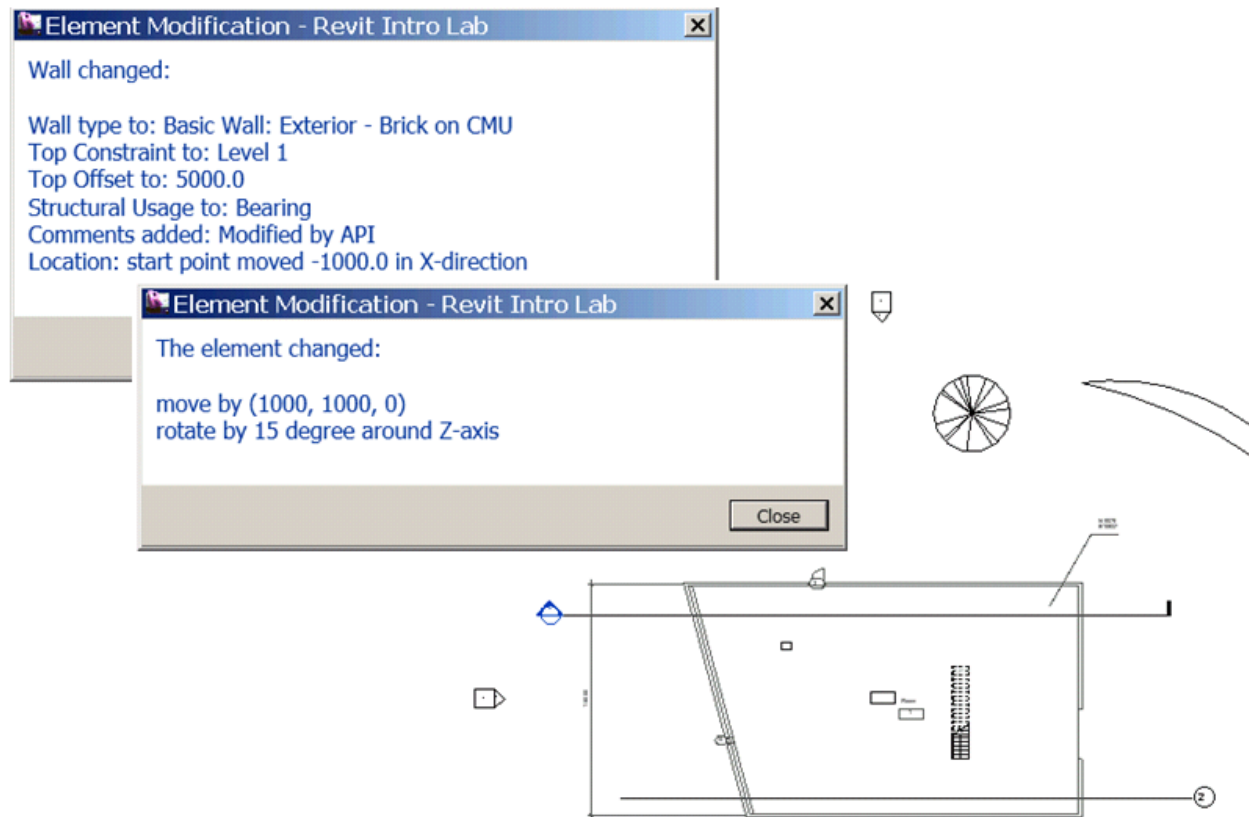 Element Modification - Revit Intro Lab
Wall changed:
Wall type to: Basic Wall: Exterior - Brick on CMU
Top Constraint to: Level 1
Top Offset to: 5000.0
Structural Usage to: Bearing
Comments added: Modified by API
Location: start point moved -1000.0 in X-direction
Element Modification - Revit Intro Lab
The element changed:
move by (1000, 1000, 0)
rotate by 15 degree around Z-axis
Close
Room
2